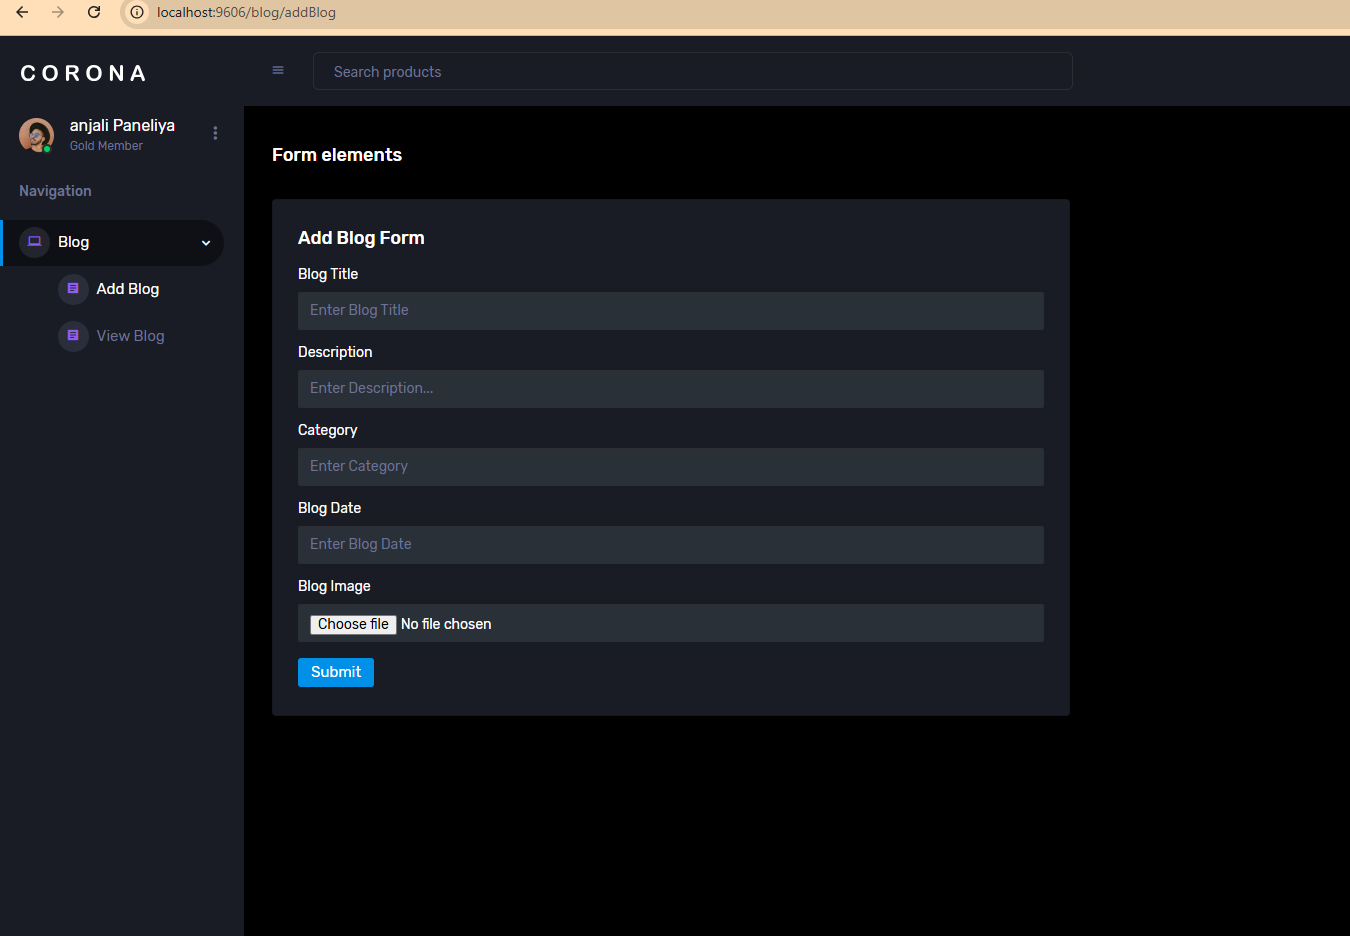 localhost:9606/blog/addBlog
CORONA
Search products
anjali Paneliya
Gold Member
Navigation
Blog
Add Blog
View Blog
Form elements
Add Blog Form
Blog Title
Enter Blog Title
Description
Enter Description...
Category
Enter Category
Blog Date
Enter Blog Date
Blog Image
Choose file No file chosen
Submit